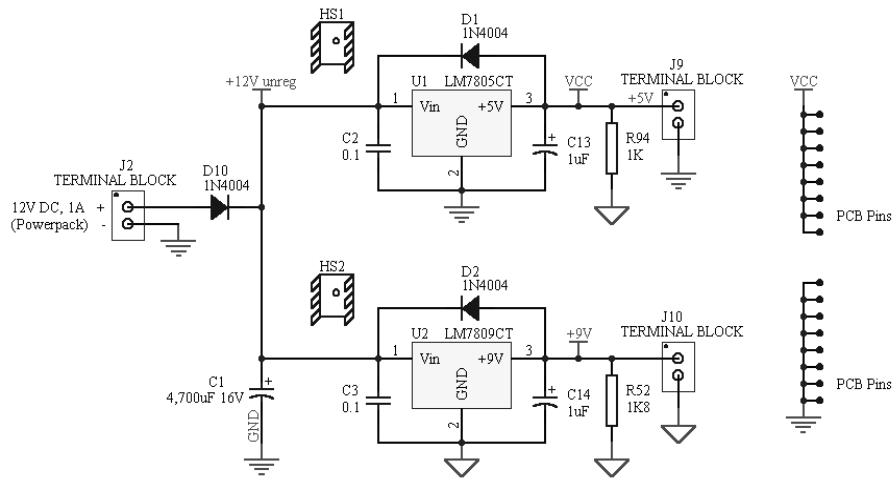 HS1
D1
1N4004
+12V unreg
U1 LM7805CT
VCC
J9
TERMINAL BLOCK
VCC
1 Vin +5V 3
GND
2
+5V
C2
0.1
C13
1uF
+
R94
1K
J2
TERMINAL BLOCK
D10
1N4004
12V DC, 1A +
(Powerpack) -
PCB Pins
HS2
D2
1N4004
U2 LM7809CT
+9V
J10
TERMINAL BLOCK
1 Vin +9V 3
GND
2
C1
4,700uF 16V
+
GND
C3
0.1
C14
1uF
+
R52
1K8
PCB Pins